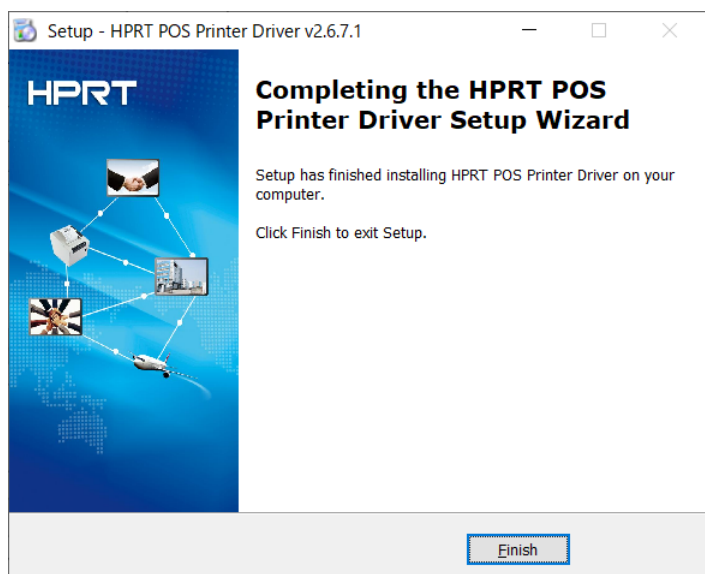 Setup - HPRT POS Printer Driver v2.6.7.1
HPRT
Completing the HPRT POS
Printer Driver Setup Wizard
Setup has finished installing HPRT POS Printer Driver on your
computer.
Click Finish to exit Setup.
Finish